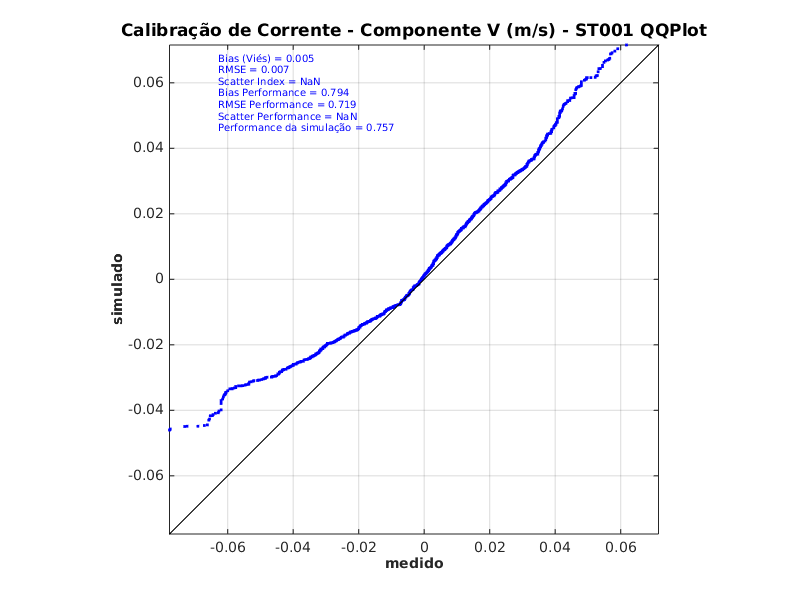 Calibração de Corrente - Componente V (m/s) - ST001 QQPlot
Bias (Viés) = 0.005
RMSE = 0.007
Scatter Index = NaN
Bias Performance = 0.794
RMSE Performance = 0.719
Scatter Performance = NaN
Performance da simulação = 0.757
0.06
0.04
0.02
0
-0.02
-0.04
-0.06
simulado
-0.06 -0.04 -0.02 0 0.02 0.04 0.06
medido